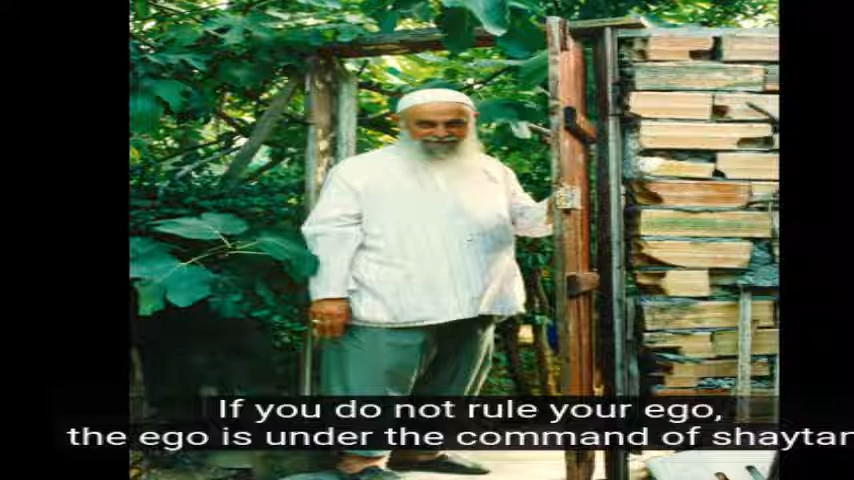 If you do not rule your ego,
the ego is under the command of shaytan